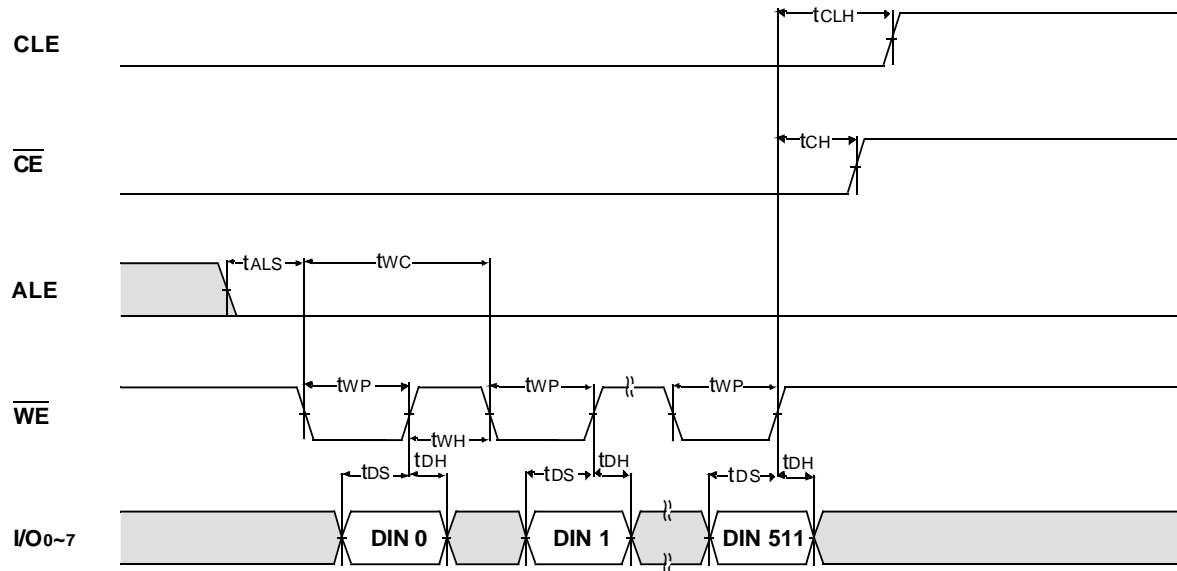 tCLH
CLE
tCH
CE
tALS
tWC
ALE
tWP
tWP
tWP
WE
tWH
tDS
tDH
tDS
tDH
tDS
tDH
I/O0~7
DIN 0
DIN 1
DIN 511